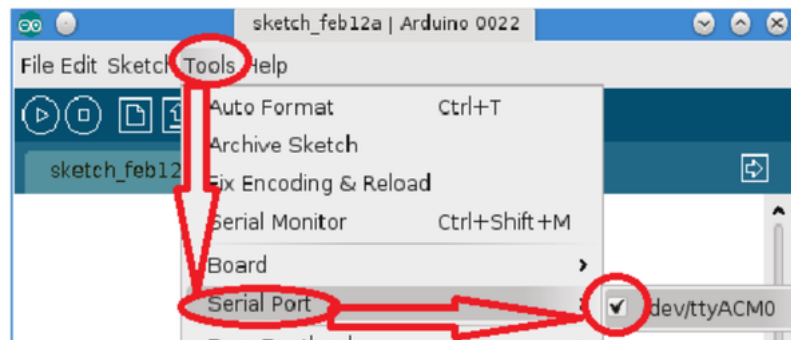 sketch_feb12a | Arduino 0022
File Edit Sketch Tools Help
Auto Format Ctrl+T
Archive Sketch
sketch_feb12
Fix Encoding & Reload
Serial Monitor Ctrl+Shift+M
Board
Serial Port
dev/ttyACM0